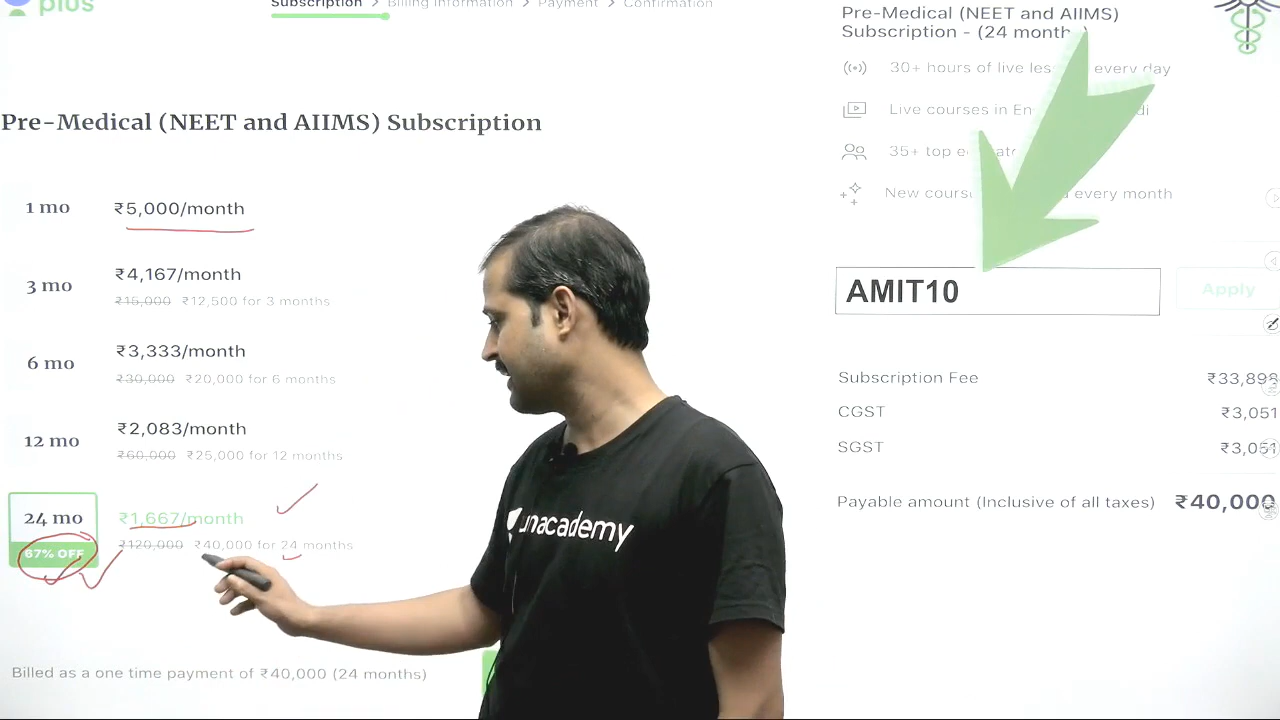 plus
Subscription > Billing information > Payment > Confirmation
Pre-Medical (NEET and AIIMS) Subscription
1 mo
₹5,000/month
3 mo
₹4,167/month
₹15,000 ₹12,500 for 3 months
6 mo
₹3,333/month
₹30,000 ₹20,000 for 6 months
12 mo
₹2,083/month
₹60,000 ₹25,000 for 12 months
24 mo
67% OFF
₹1,667/month
₹120,000 ₹40,000 for 24 months
Billed as a one time payment of ₹40,000 (24 months)
unacademy
Pre-Medical (NEET and AIIMS)
Subscription - (24 month
30+ hours of live les every day
Live courses in En di
35+ top e
New cours every month
AMIT10
Apply
Subscription Fee ₹33,898
CGST ₹3,051
SGST ₹3,051
Payable amount (Inclusive of all taxes) ₹40,000